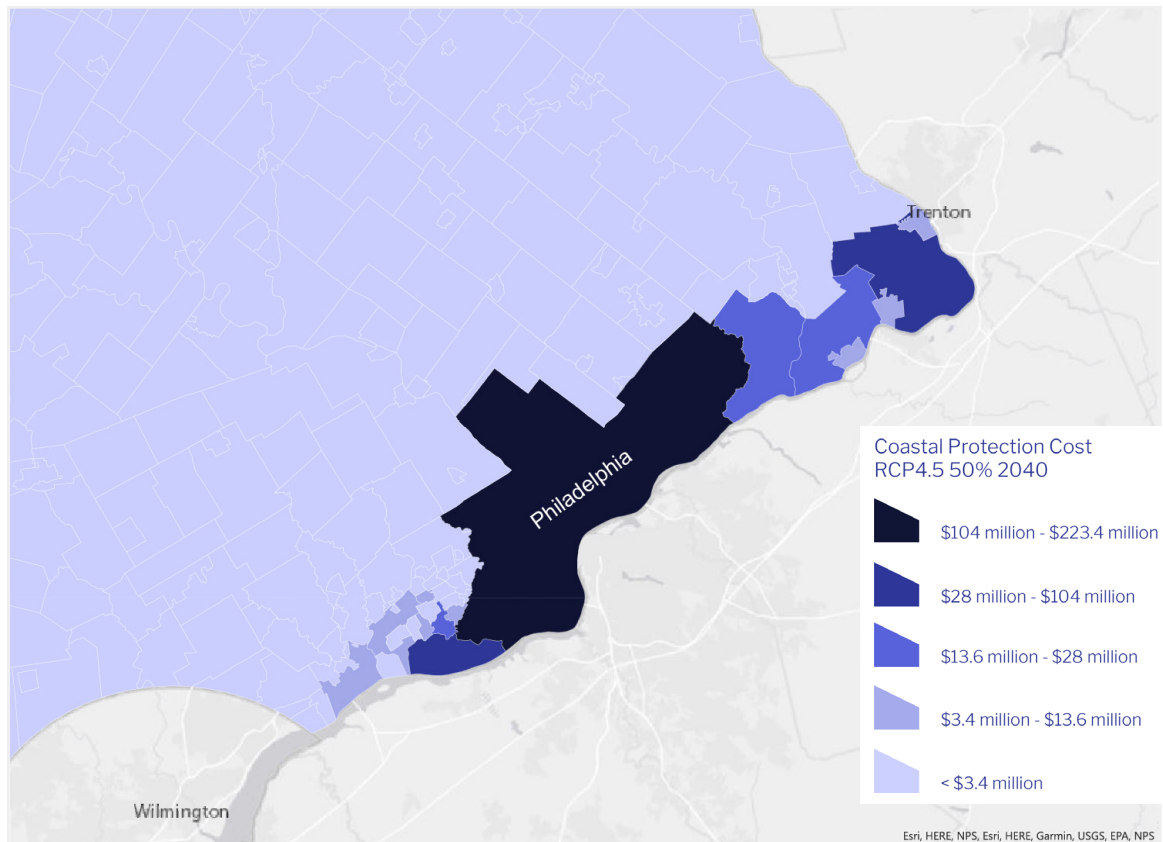 Trenton
Philadelphia
Coastal Protection Cost
RCP4.5 50% 2040
$104 million - $223.4 million
$28 million - $104 million
$13.6 million - $28 million
$3.4 million - $13.6 million
< $3.4 million
Wilmington
Esri, HERE, NPS, Esri, HERE, Garmin, USGS, EPA, NPS